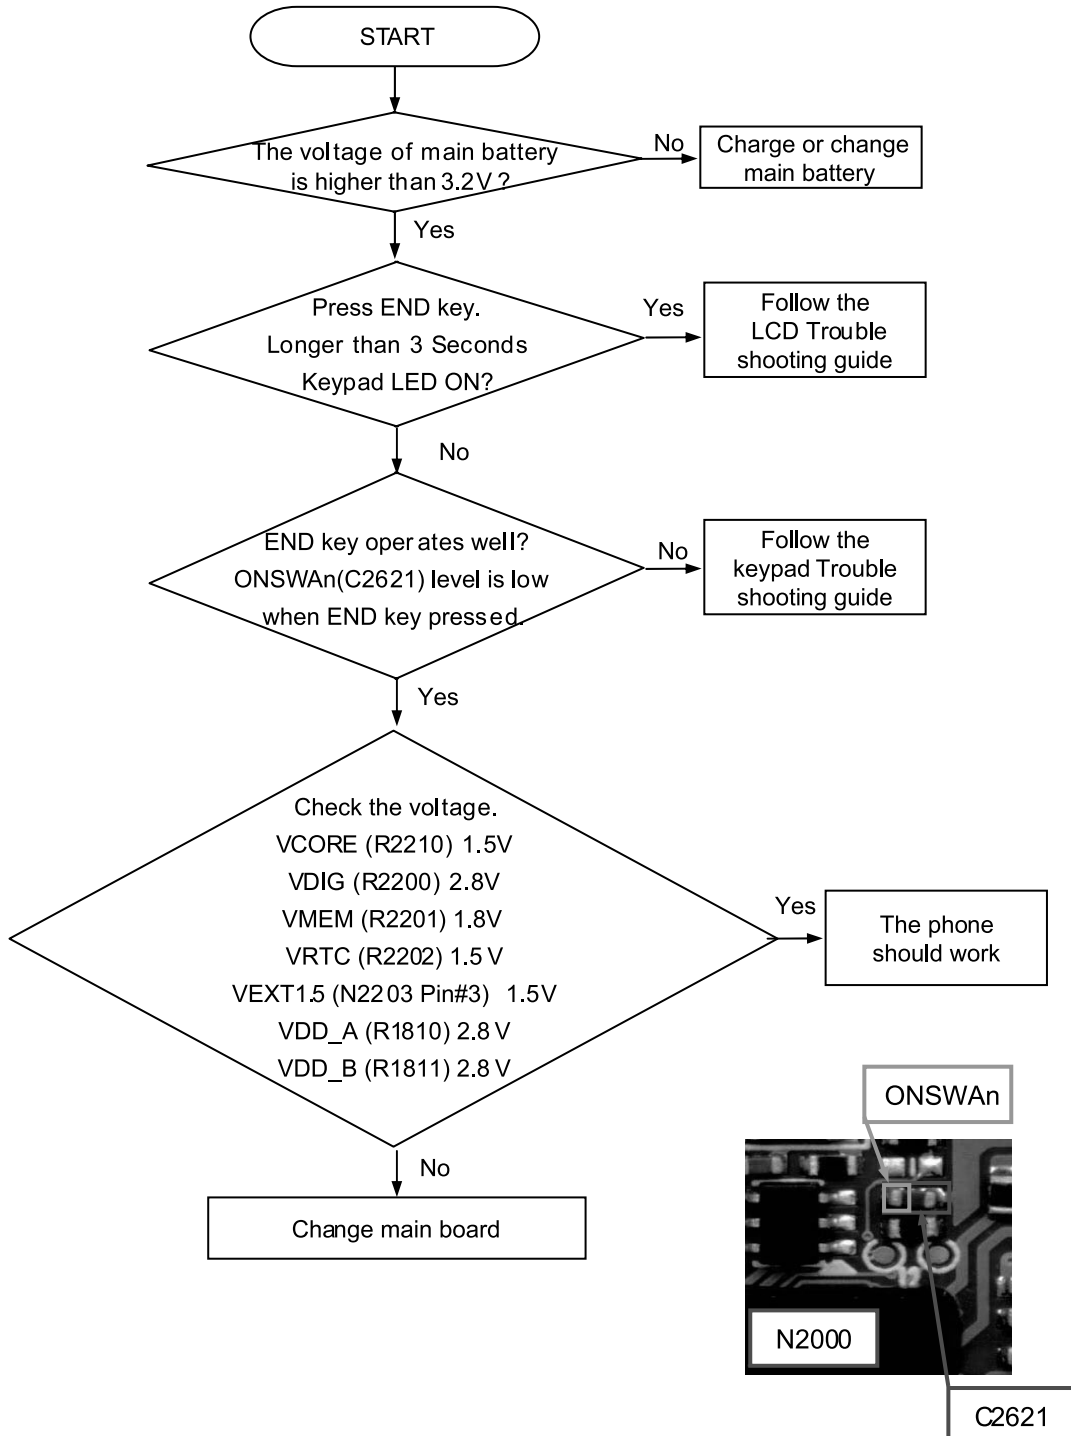 START
The voltage of main battery
is higher than 3.2V ?
No
Charge or change
main battery
Yes
Press END key.
Longer than 3 Seconds
Keypad LED ON?
Yes
Follow the
LCD Trouble
shooting guide
No
END key operates well?
ONSWAn(C2621) level is low
when END key pressed.
No
Follow the
keypad Trouble
shooting guide
Yes
Check the voltage.
VCORE (R2210) 1.5V
VDIG (R2200) 2.8V
VMEM (R2201) 1.8V
VRTC (R2202) 1.5 V
VEXT1.5 (N2203 Pin#3) 1.5V
VDD_A (R1810) 2.8 V
VDD_B (R1811) 2.8 V
Yes
The phone
should work
No
Change main board
ONSWAn
N2000
C2621